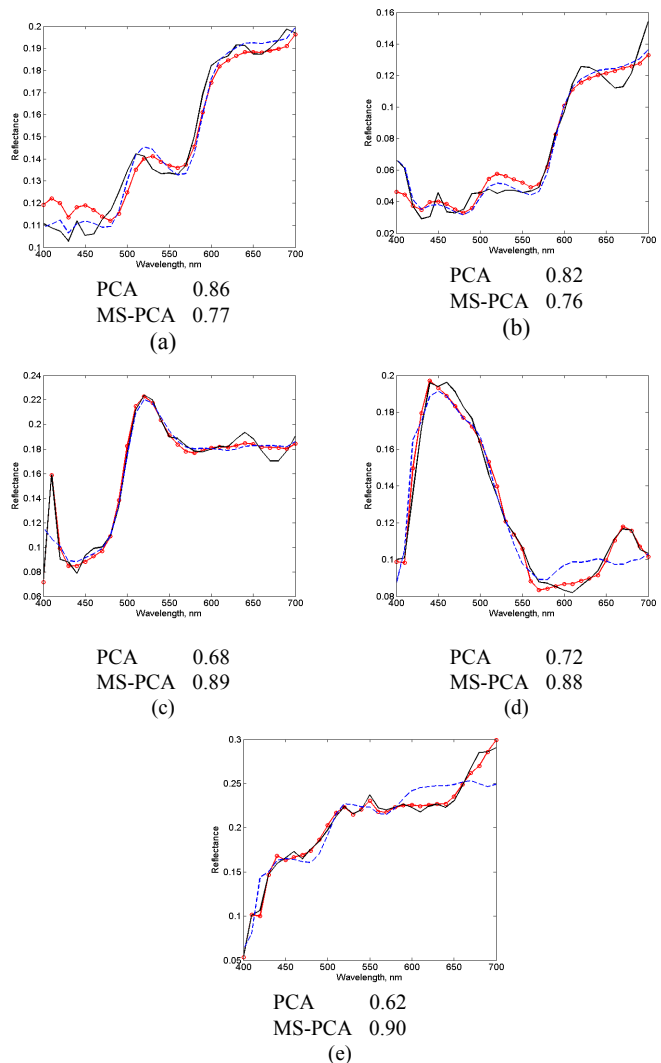 0.2
0.19
0.18
0.17
0.16
0.15
0.14
0.13
0.12
0.11
0.1
Reflectance
400 450 500 550 600 650 700
Wavelength, nm
PCA 0.86
MS-PCA 0.77
(a)
0.16
0.14
0.12
0.1
0.08
0.06
0.04
0.02
Reflectance
400 450 500 550 600 650 700
Wavelength, nm
PCA 0.82
MS-PCA 0.76
(b)
0.24
0.22
0.2
0.18
0.16
0.14
0.12
0.1
0.08
0.06
Reflectance
400 450 500 550 600 650 700
Wavelength, nm
PCA 0.68
MS-PCA 0.89
(c)
0.2
0.18
0.16
0.14
0.12
0.1
0.08
Reflectance
400 450 500 550 600 650 700
Wavelength, nm
PCA 0.72
MS-PCA 0.88
(d)
0.3
0.25
0.2
0.15
0.1
0.05
Reflectance
400 450 500 550 600 650 700
Wavelength, nm
PCA 0.62
MS-PCA 0.90
(e)